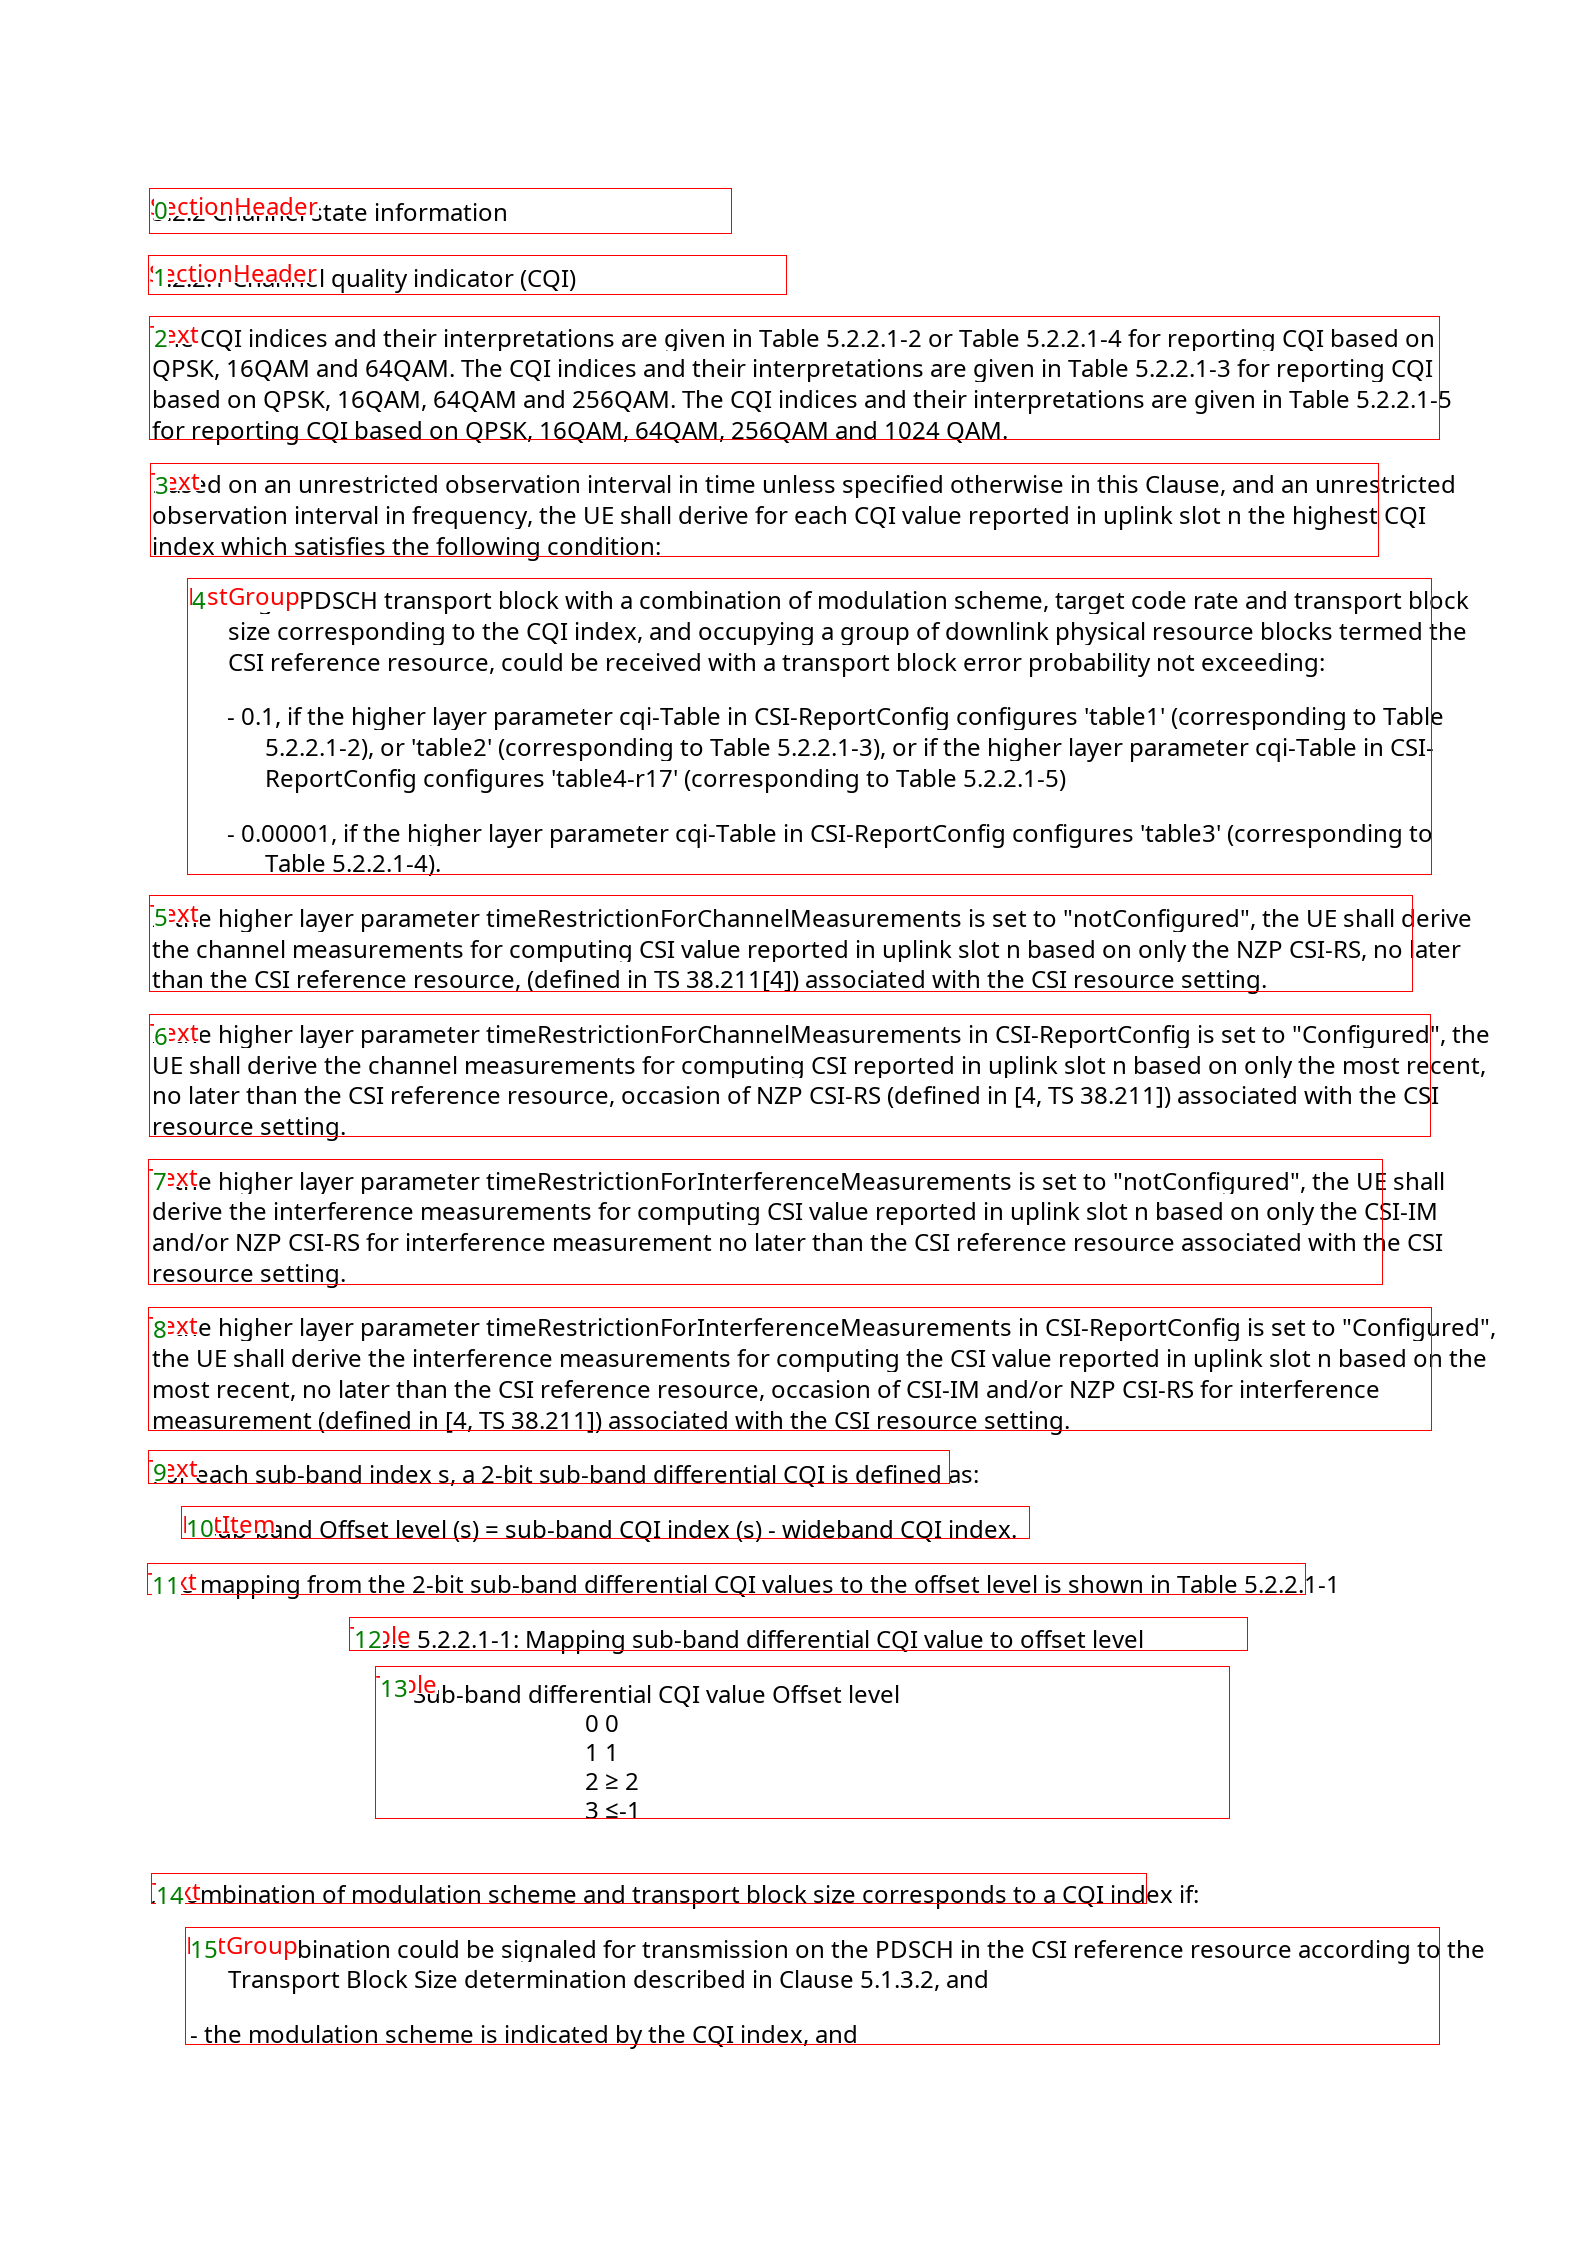 0 SectionHeader state information
1 SectionHeader l quality indicator (CQI)
2 Text CQI indices and their interpretations are given in Table 5.2.2.1-2 or Table 5.2.2.1-4 for reporting CQI based on
QPSK, 16QAM and 64QAM. The CQI indices and their interpretations are given in Table 5.2.2.1-3 for reporting CQI
based on QPSK, 16QAM, 64QAM and 256QAM. The CQI indices and their interpretations are given in Table 5.2.2.1-5
for reporting CQI based on QPSK, 16QAM, 64QAM, 256QAM and 1024 QAM.
3 Text on an unrestricted observation interval in time unless specified otherwise in this Clause, and an unrestricted
observation interval in frequency, the UE shall derive for each CQI value reported in uplink slot n the highest CQI
index which satisfies the following condition:
4 ListGroup PDSCH transport block with a combination of modulation scheme, target code rate and transport block
size corresponding to the CQI index, and occupying a group of downlink physical resource blocks termed the
CSI reference resource, could be received with a transport block error probability not exceeding:
- 0.1, if the higher layer parameter cqi-Table in CSI-ReportConfig configures 'table1' (corresponding to Table
5.2.2.1-2), or 'table2' (corresponding to Table 5.2.2.1-3), or if the higher layer parameter cqi-Table in CSI-
ReportConfig configures 'table4-r17' (corresponding to Table 5.2.2.1-5)
- 0.00001, if the higher layer parameter cqi-Table in CSI-ReportConfig configures 'table3' (corresponding to
Table 5.2.2.1-4).
5 Text the higher layer parameter timeRestrictionForChannelMeasurements is set to "notConfigured", the UE shall derive
the channel measurements for computing CSI value reported in uplink slot n based on only the NZP CSI-RS, no later
than the CSI reference resource, (defined in TS 38.211[4]) associated with the CSI resource setting.
6 Text the higher layer parameter timeRestrictionForChannelMeasurements in CSI-ReportConfig is set to "Configured", the
UE shall derive the channel measurements for computing CSI reported in uplink slot n based on only the most recent,
no later than the CSI reference resource, occasion of NZP CSI-RS (defined in [4, TS 38.211]) associated with the CSI
resource setting.
7 Text the higher layer parameter timeRestrictionForInterferenceMeasurements is set to "notConfigured", the UE shall
derive the interference measurements for computing CSI value reported in uplink slot n based on only the CSI-IM
and/or NZP CSI-RS for interference measurement no later than the CSI reference resource associated with the CSI
resource setting.
8 Text the higher layer parameter timeRestrictionForInterferenceMeasurements in CSI-ReportConfig is set to "Configured",
the UE shall derive the interference measurements for computing the CSI value reported in uplink slot n based on the
most recent, no later than the CSI reference resource, occasion of CSI-IM and/or NZP CSI-RS for interference
measurement (defined in [4, TS 38.211]) associated with the CSI resource setting.
9 Text each sub-band index s, a 2-bit sub-band differential CQI is defined as:
10 ListItem Offset level (s) = sub-band CQI index (s) - wideband CQI index.
11 Text mapping from the 2-bit sub-band differential CQI values to the offset level is shown in Table 5.2.2.1-1
12 Table 5.2.2.1-1: Mapping sub-band differential CQI value to offset level
13 Table Sub-band differential CQI value Offset level
0 0
1 1
2 ≥ 2
3 ≤-1
14 Text combination of modulation scheme and transport block size corresponds to a CQI index if:
15 ListGroup bination could be signaled for transmission on the PDSCH in the CSI reference resource according to the
Transport Block Size determination described in Clause 5.1.3.2, and
- the modulation scheme is indicated by the CQI index, and